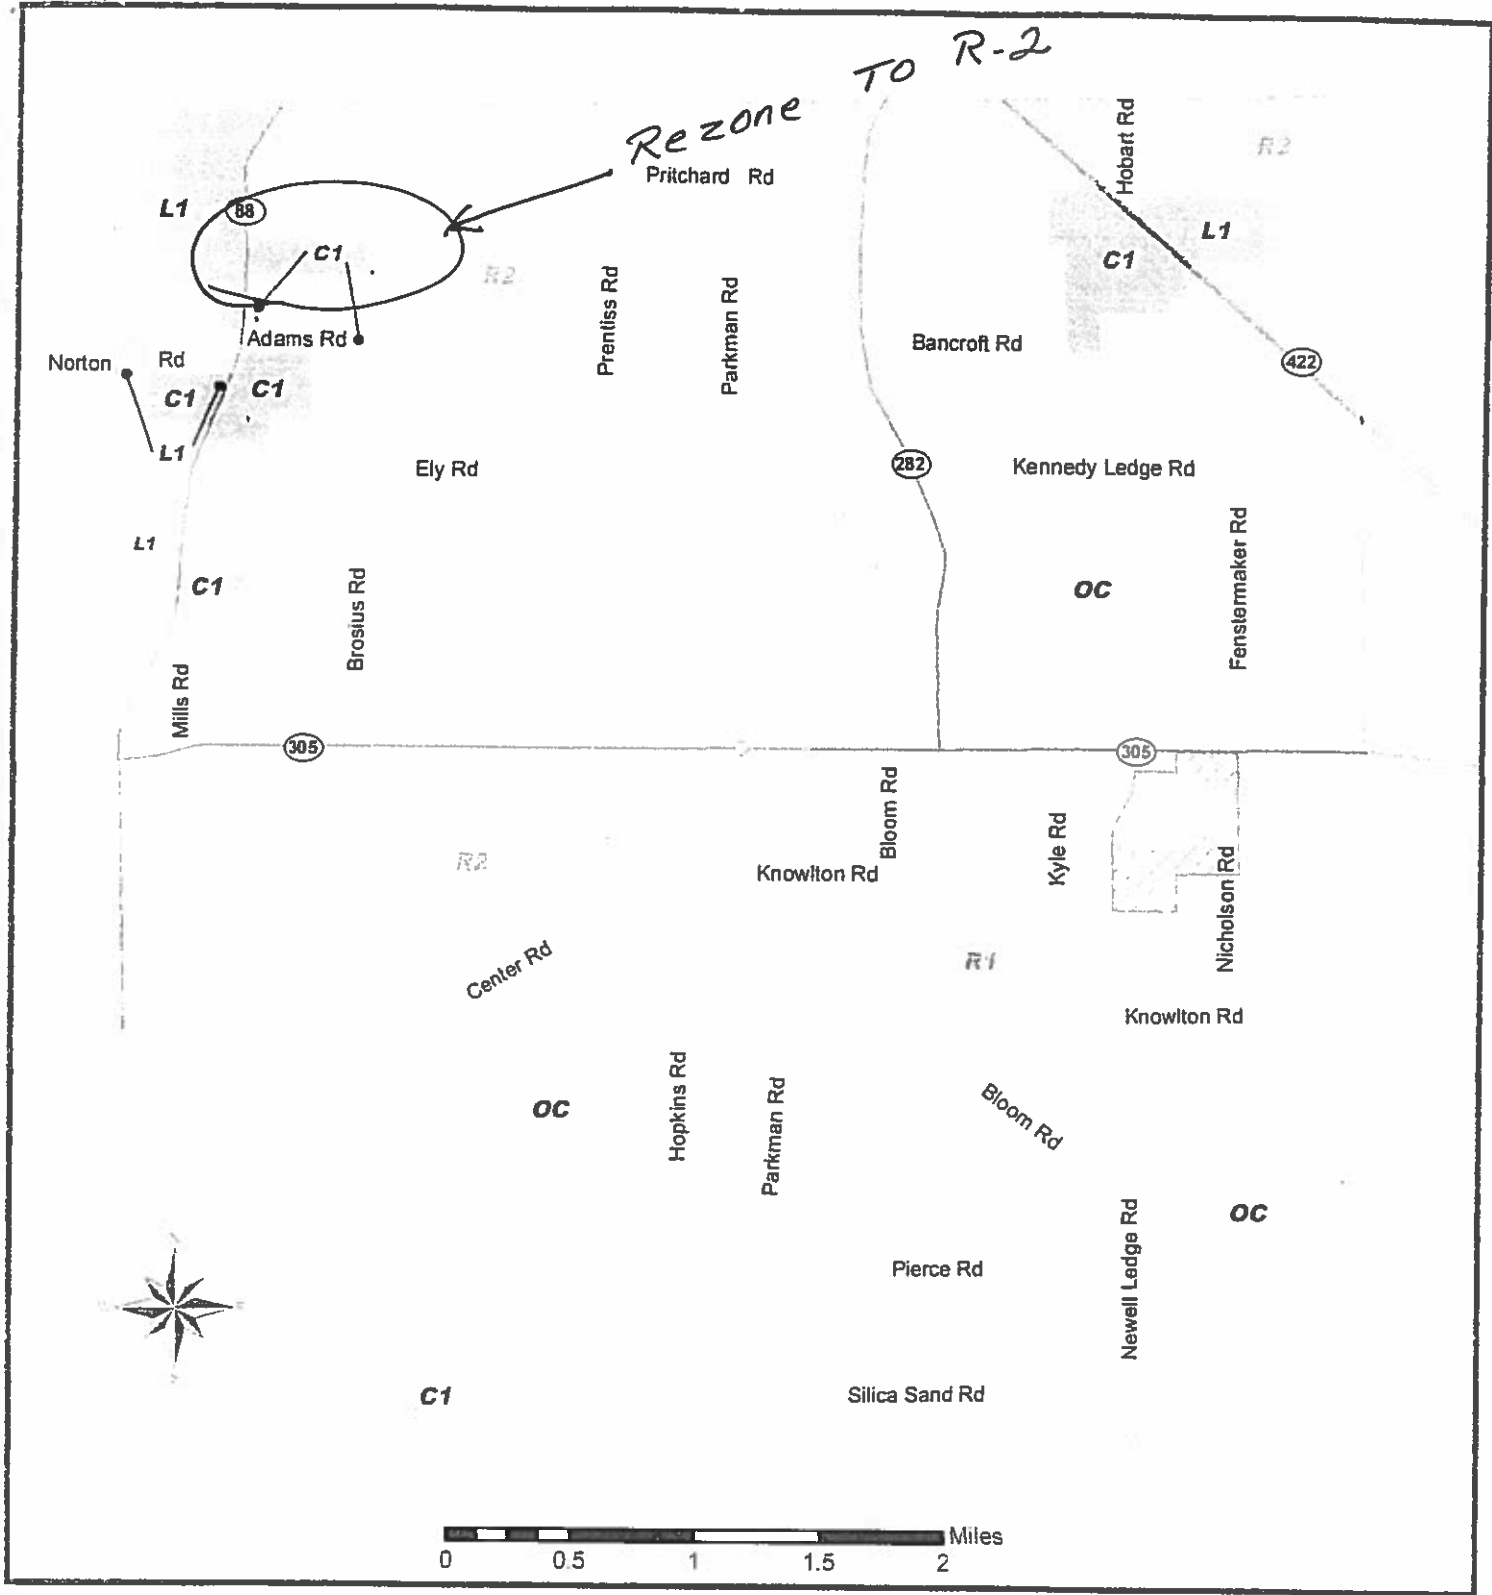 Rezone To R-2
Hobart Rd
R2
Pritchard Rd
L1
88
L1
C1
R2
C1
Prentiss Rd
Parkman Rd
Adams Rd
Bancroft Rd
Norton Rd
422
C1
C1
L1
Ely Rd
282
Kennedy Ledge Rd
L1
C1
Brosius Rd
OC
Fenstermaker Rd
Mills Rd
305
305
Bloom Rd
Kyle Rd
R2
Knowlton Rd
Nicholson Rd
Center Rd
R1
Knowlton Rd
OC
Hopkins Rd
Parkman Rd
Bloom Rd
OC
Newell Ledge Rd
Pierce Rd
C1
Silica Sand Rd
Miles
0 0.5 1 1.5 2